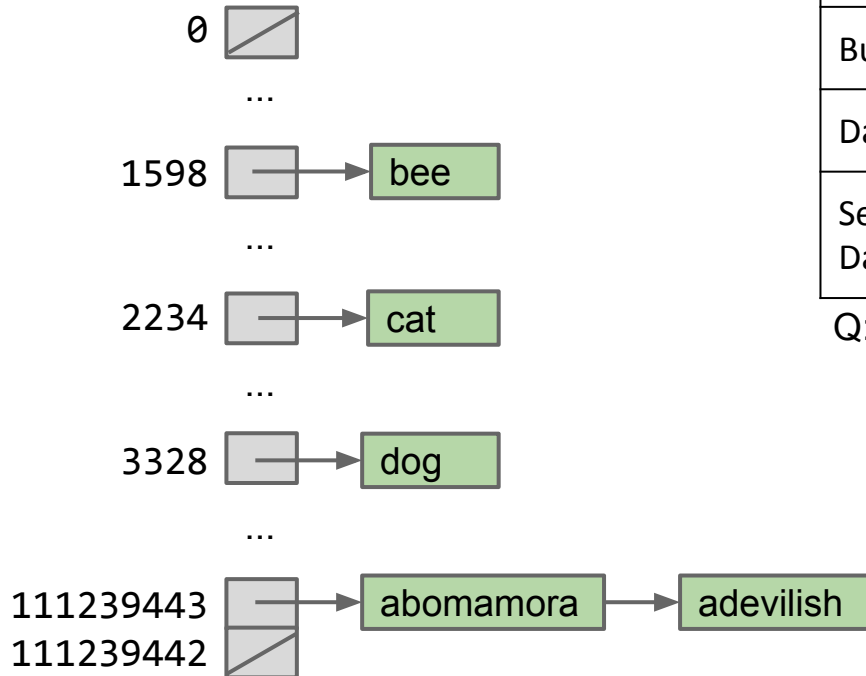 0
...
1598 bee
...
2234 cat
...
3328 dog
...
111239443 abomamora adevilish
111239442